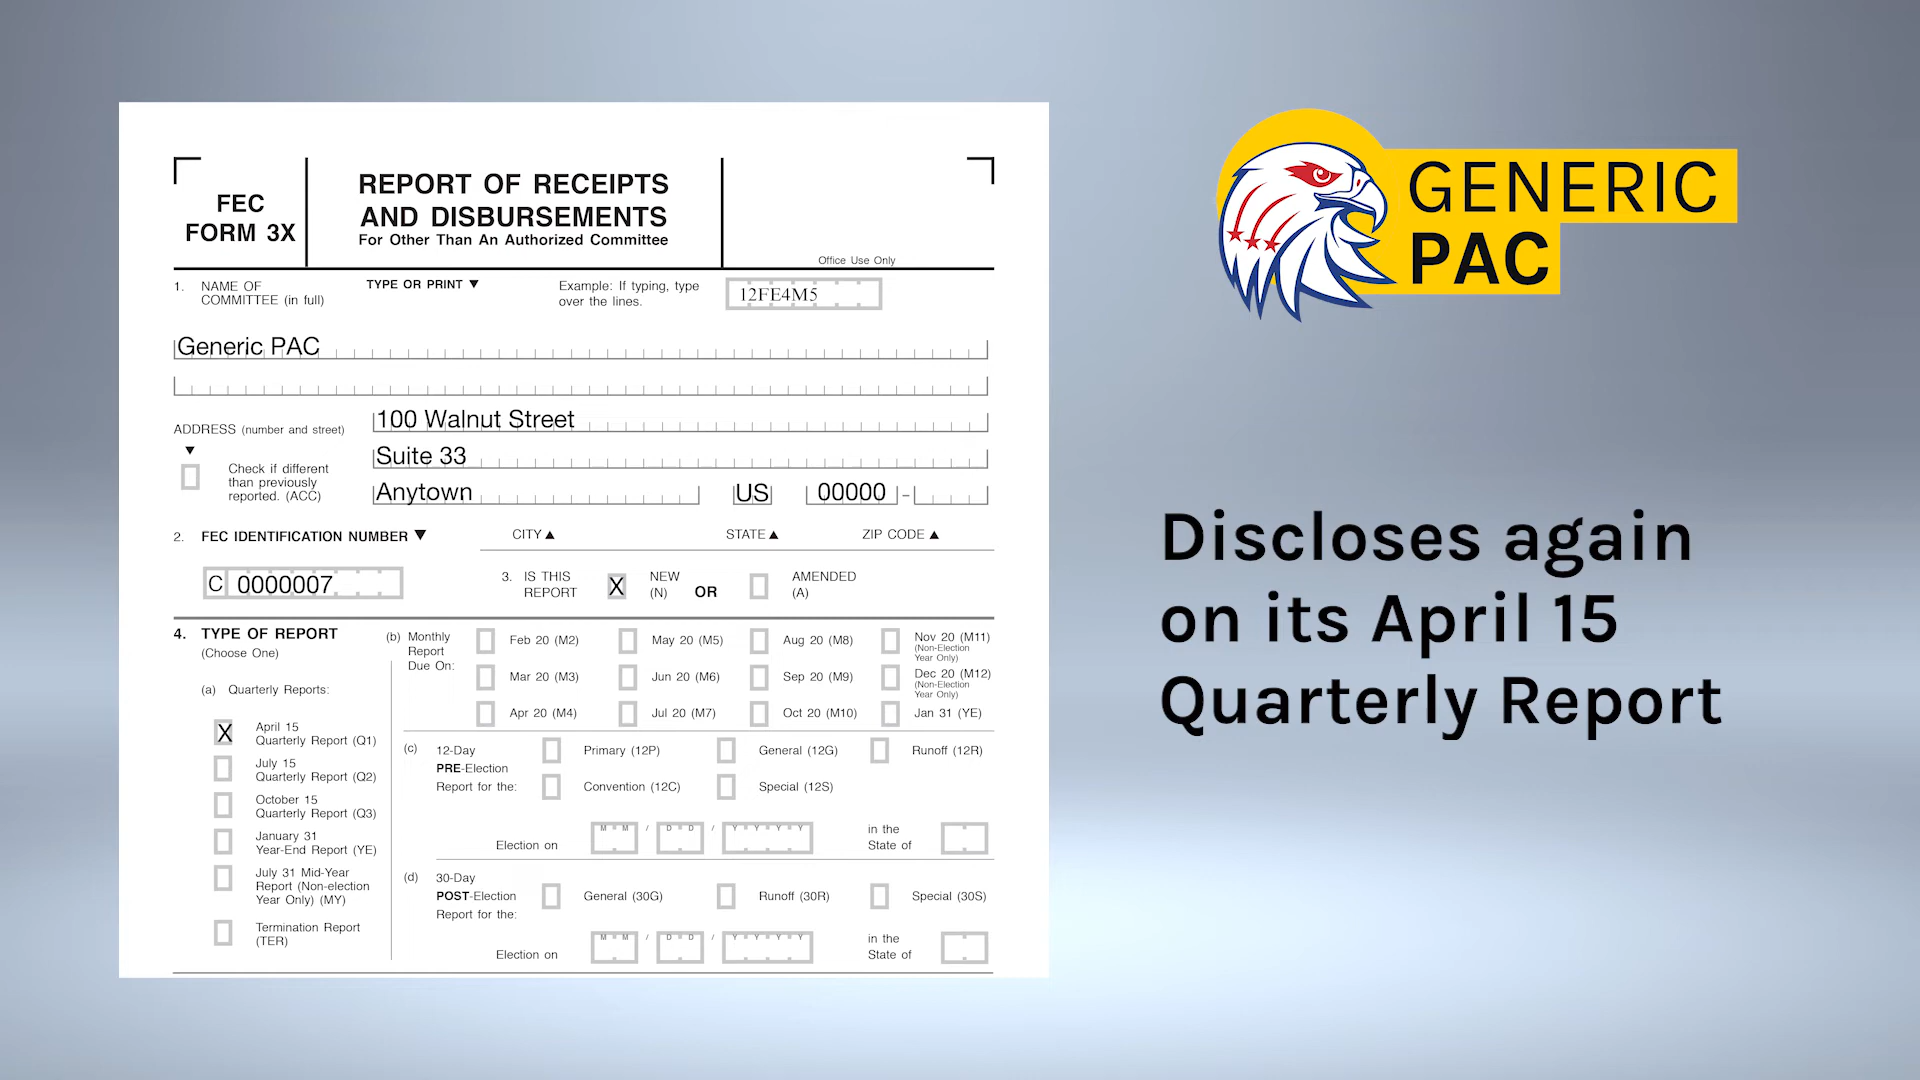 FEC
FORM 3X
REPORT OF RECEIPTS
AND DISBURSEMENTS
For Other Than An Authorized Committee
Office Use Only
1. NAME OF
COMMITTEE (in full)
TYPE OR PRINT ▼
Example: If typing, type
over the lines.
12FE4M5
Generic PAC
ADDRESS (number and street)
▼
Check if different
than previously
reported. (ACC)
100 Walnut Street
Suite 33
Anytown US 00000 –
2. FEC IDENTIFICATION NUMBER ▼
CITY ▲ STATE ▲ ZIP CODE ▲
C 0000007
3. IS THIS
REPORT
X NEW
(N) OR
AMENDED
(A)
4. TYPE OF REPORT
(Choose One)
(a) Quarterly Reports:
X April 15
Quarterly Report (Q1)
July 15
Quarterly Report (Q2)
October 15
Quarterly Report (Q3)
January 31
Year-End Report (YE)
July 31 Mid-Year
Report (Non-election
Year Only) (MY)
Termination Report
(TER)
(b) Monthly
Report
Due On:
Feb 20 (M2) May 20 (M5) Aug 20 (M8) Nov 20 (M11)
(Non-Election
Year Only)
Mar 20 (M3) Jun 20 (M6) Sep 20 (M9) Dec 20 (M12)
(Non-Election
Year Only)
Apr 20 (M4) Jul 20 (M7) Oct 20 (M10) Jan 31 (YE)
(c) 12-Day
PRE-Election
Report for the:
Primary (12P) General (12G) Runoff (12R)
Convention (12C) Special (12S)
M M / D D / Y Y Y Y
Election on
in the
State of
(d) 30-Day
POST-Election
Report for the:
General (30G) Runoff (30R) Special (30S)
M M / D D / Y Y Y Y
Election on
in the
State of
GENERIC
PAC
Discloses again
on its April 15
Quarterly Report